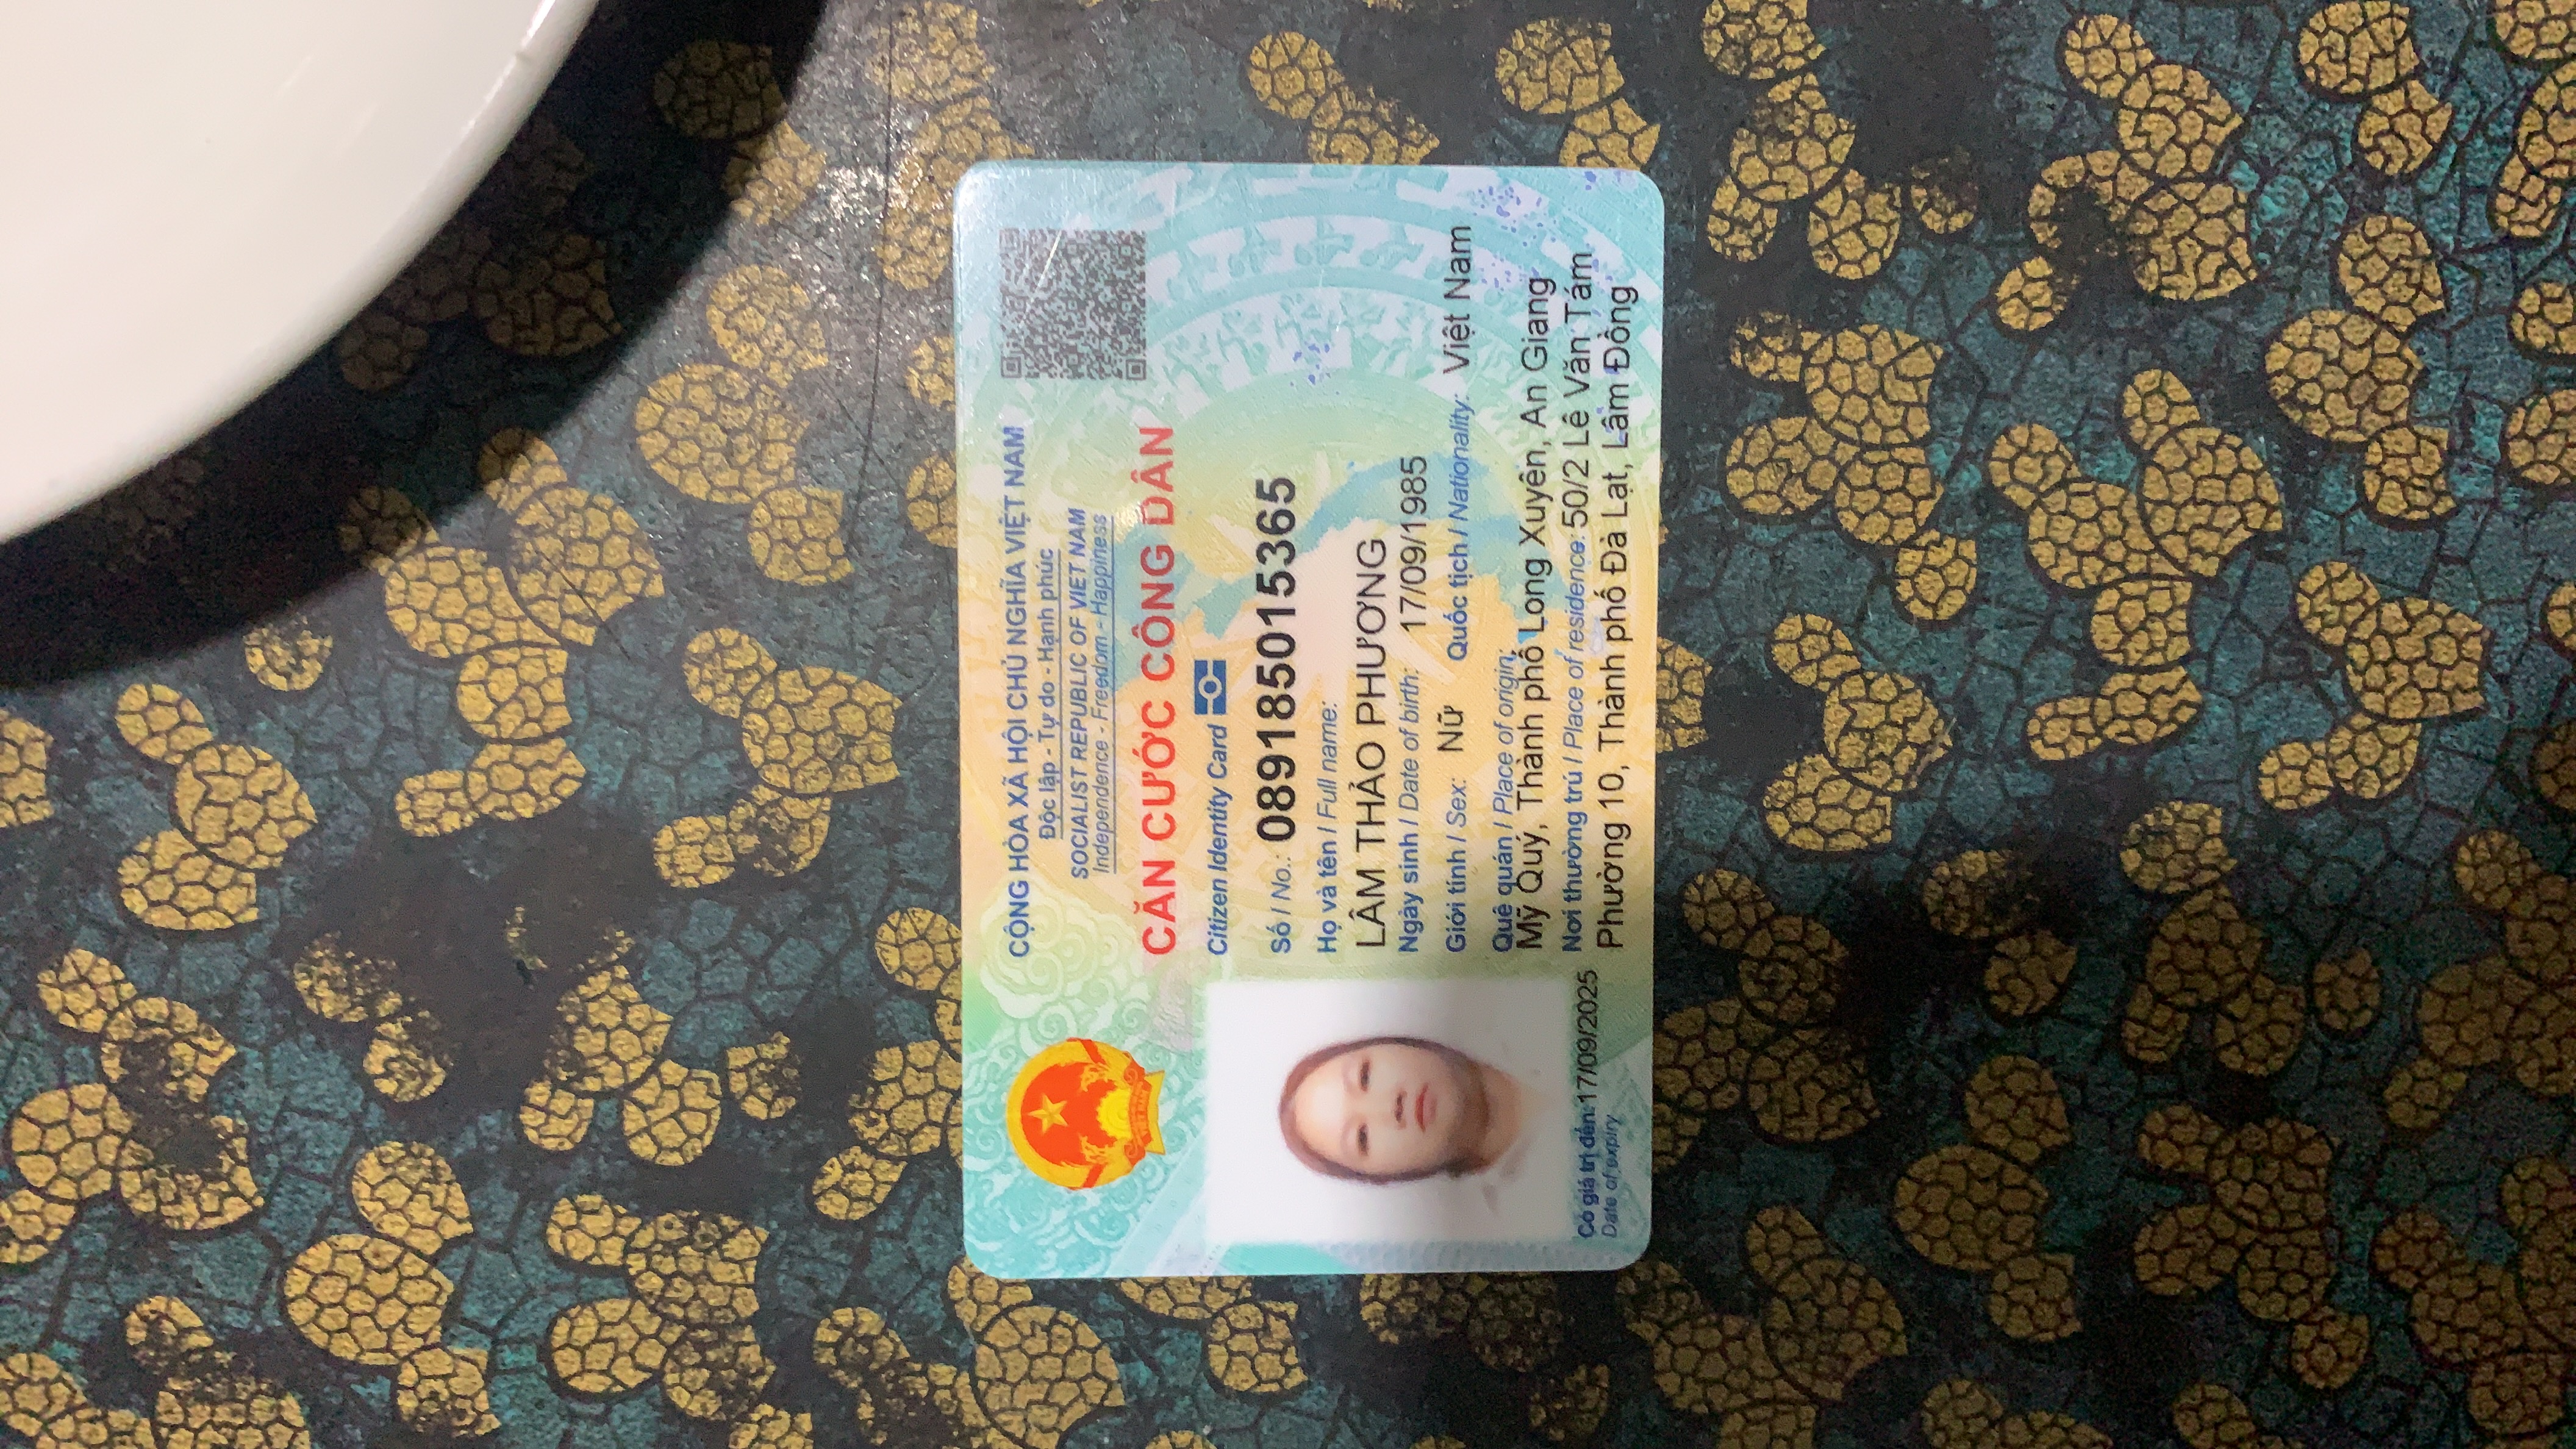 CỘNG HÒA XÃ HỘI CHỦ NGHĨA VIỆT NAM
Độc lập - Tự do - Hạnh phúc
SOCIALIST REPUBLIC OF VIET NAM
Independence - Freedom - Happiness
CĂN CƯỚC CÔNG DÂN
Citizen Identity Card
Số / No.: 089185015365
Họ và tên / Full name:
LÂM THẢO PHƯƠNG
Ngày sinh / Date of birth: 17/09/1985
Giới tính / Sex: Nữ Quốc tịch / Nationality: Việt Nam
Quê quán / Place of origin:
Mỹ Quý, Thành phố Long Xuyên, An Giang
Nơi thường trú / Place of residence: 50/2 Lê Văn Tám
Phường 10, Thành phố Đà Lạt, Lâm Đồng
Có giá trị đến: 17/09/2025
Date of expiry